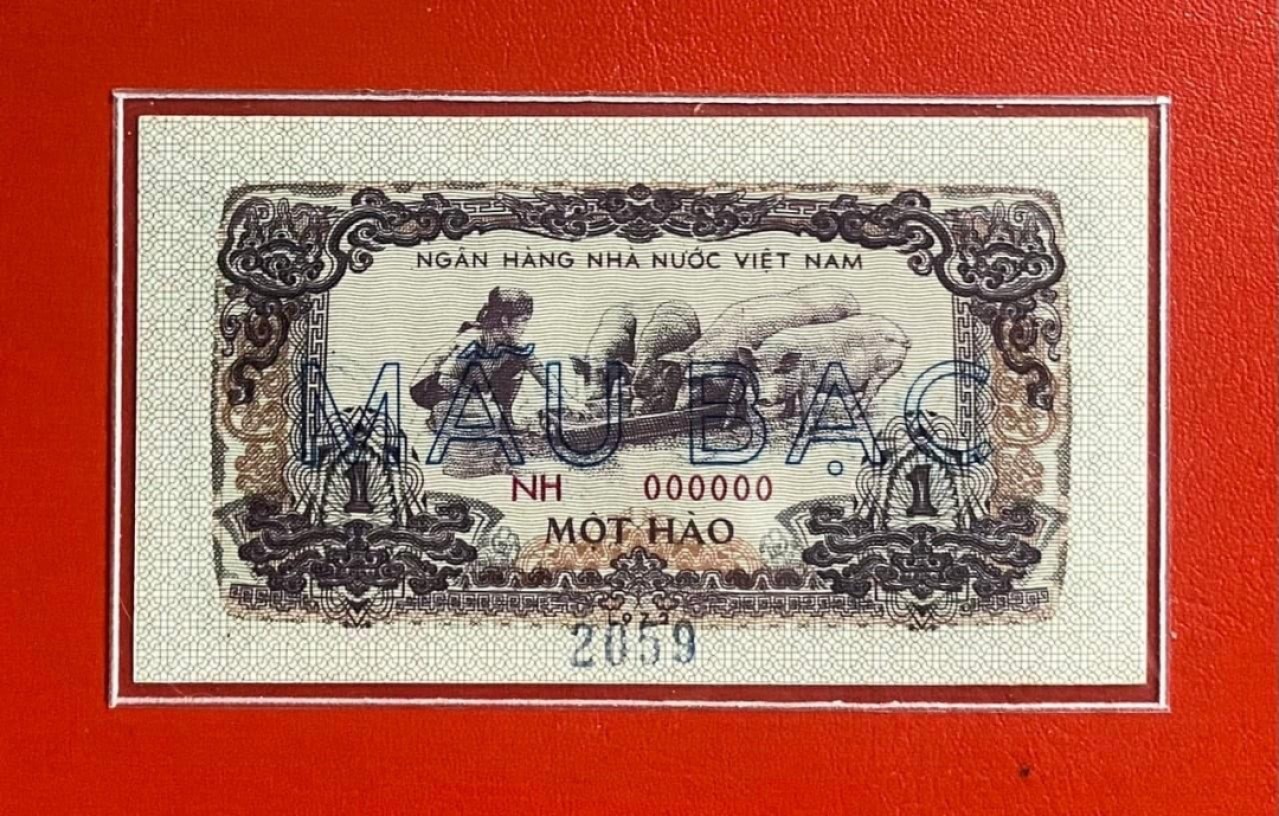 NGÂN HÀNG NHÀ NƯỚC VIỆT NAM
MẪU BẠC
NH 000000
1 1
MỘT HÀO
2059